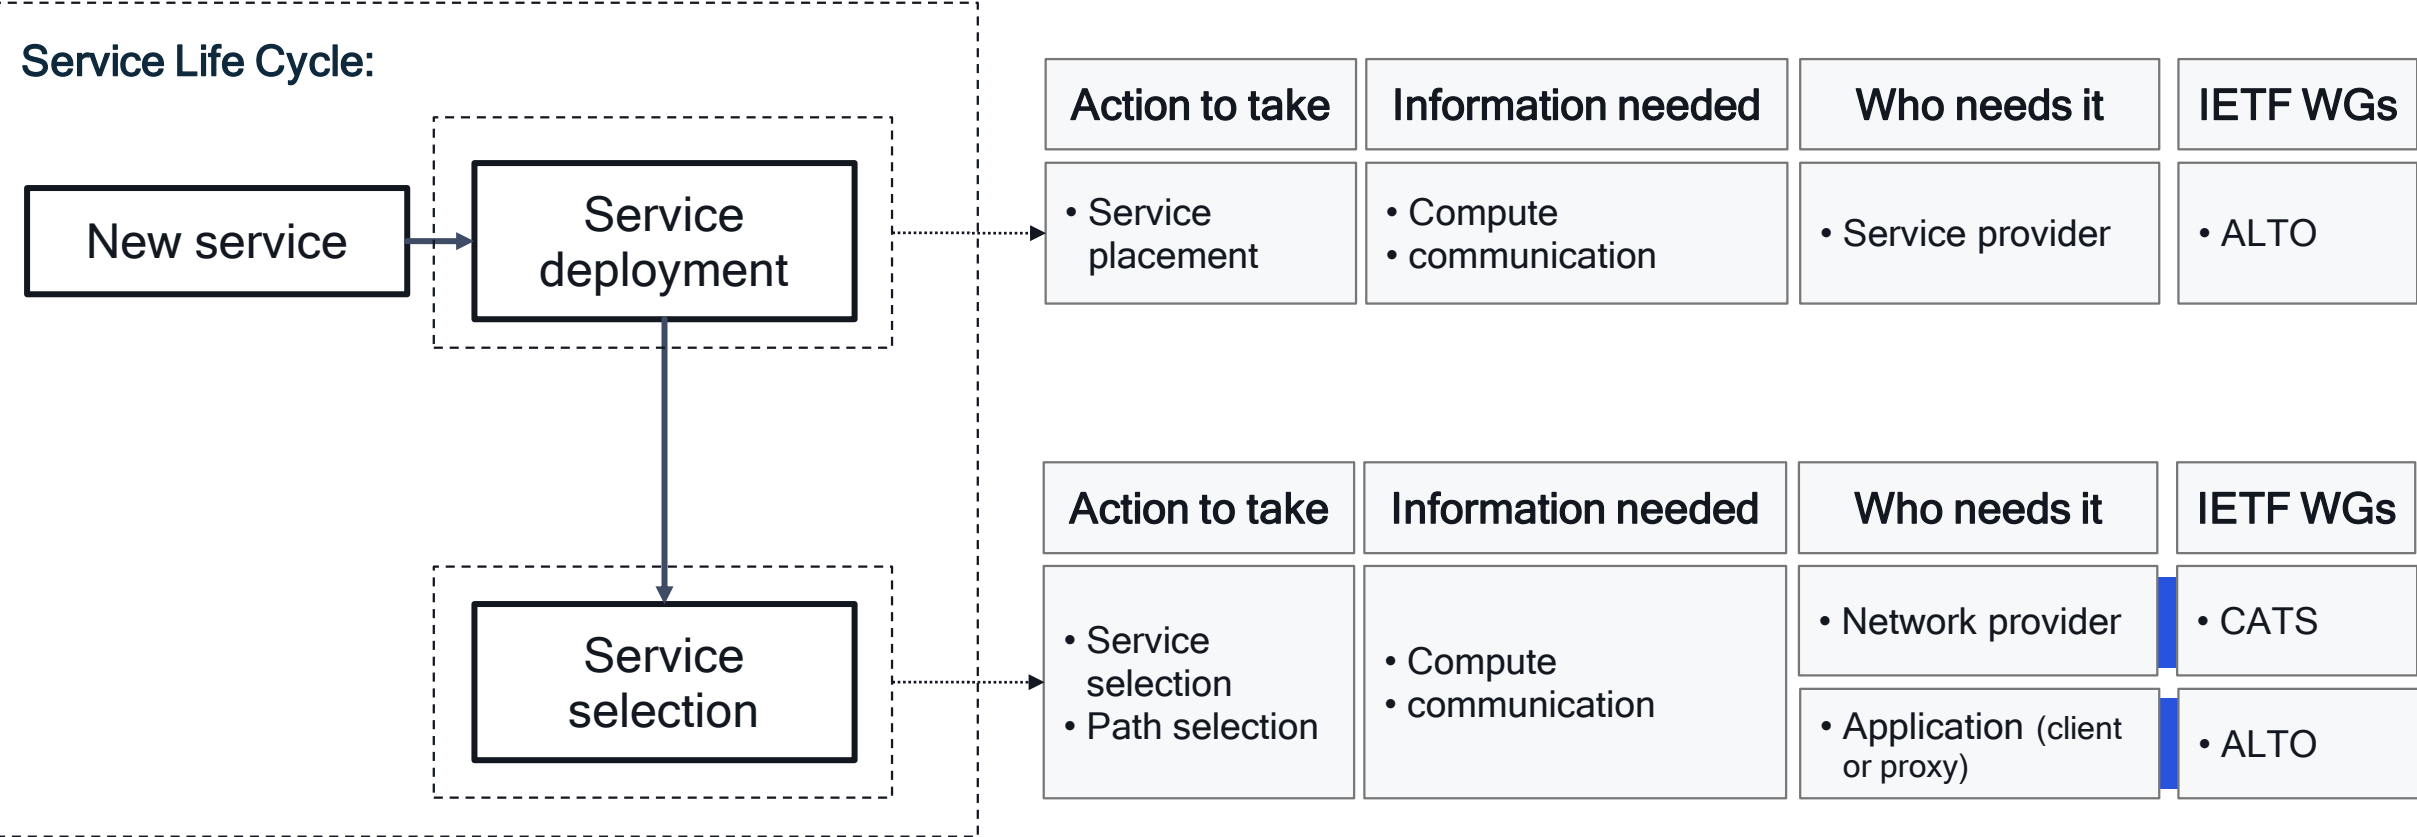 Service Life Cycle:
New service
Service
deployment
Service
selection
Action to take
Information needed
Who needs it
IETF WGs
• Service
placement
• Compute
• communication
• Service provider
• ALTO
Action to take
Information needed
Who needs it
IETF WGs
• Service
selection
• Path selection
• Compute
• communication
• Network provider
• CATS
• Application (client
or proxy)
• ALTO